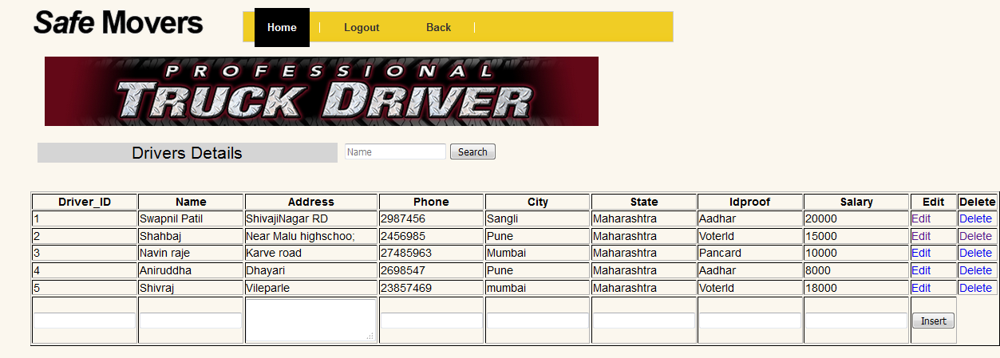 Safe Movers
Home Logout Back
PROFESSIONAL
TRUCK DRIVER
Drivers Details Name Search
Driver_ID Name Address Phone City State Idproof Salary Edit Delete
1 Swapnil Patil ShivajiNagar RD 2987456 Sangli Maharashtra Aadhar 20000 Edit Delete
2 Shahbaj Near Malu highschoo; 2456985 Pune Maharashtra VoterId 15000 Edit Delete
3 Navin raje Karve road 27485963 Mumbai Maharashtra Pancard 10000 Edit Delete
4 Aniruddha Dhayari 2698547 Pune Maharashtra Aadhar 8000 Edit Delete
5 Shivraj Vileparle 23857469 mumbai Maharashtra VoterId 18000 Edit Delete
Insert